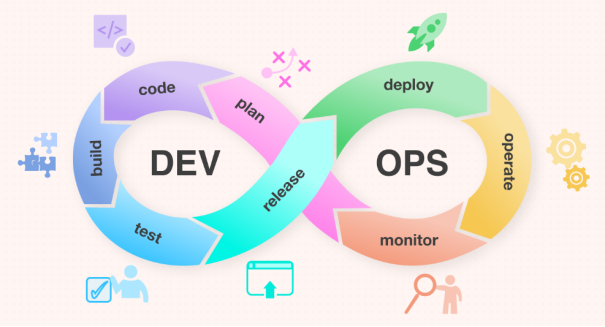 </>
code
plan
build
DEV
test
release
deploy
OPS
operate
monitor